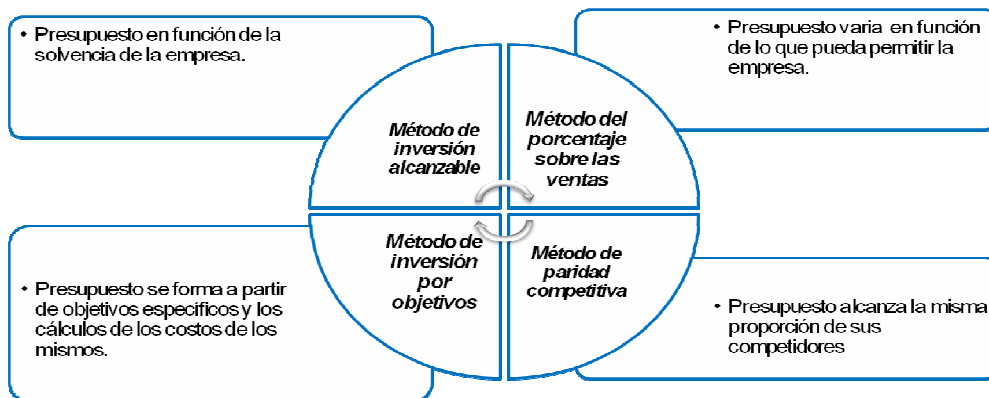 • Presupuesto en función de la
solvencia de la empresa.
• Presupuesto varia en función
de lo que pueda permitir la
empresa.
Método de
inversión
alcanzable
Método del
porcentaje
sobre las
ventas
Método de
inversión
por
objetivos
Método de
paridad
competitiva
• Presupuesto se forma a partir
de objetivos específicos y los
cálculos de los costos de los
mismos.
• Presupuesto alcanza la misma
proporción de sus
competidores